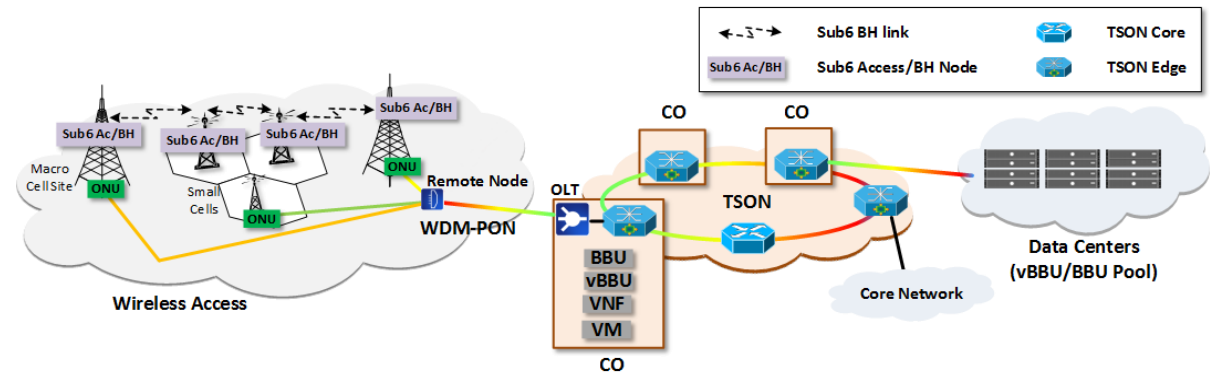 Sub6 BH link
TSON Core
Sub6 Ac/BH
Sub6 Access/BH Node
TSON Edge
Sub6 Ac/BH
Sub6 Ac/BH
Sub6 Ac/BH
Sub6 Ac/BH
Macro
Cell Site
ONU
Small
Cells
ONU
ONU
Remote Node
WDM-PON
Wireless Access
OLT
CO
CO
TSON
BBU
vBBU
VNF
VM
CO
Core Network
Data Centers
(vBBU/BBU Pool)